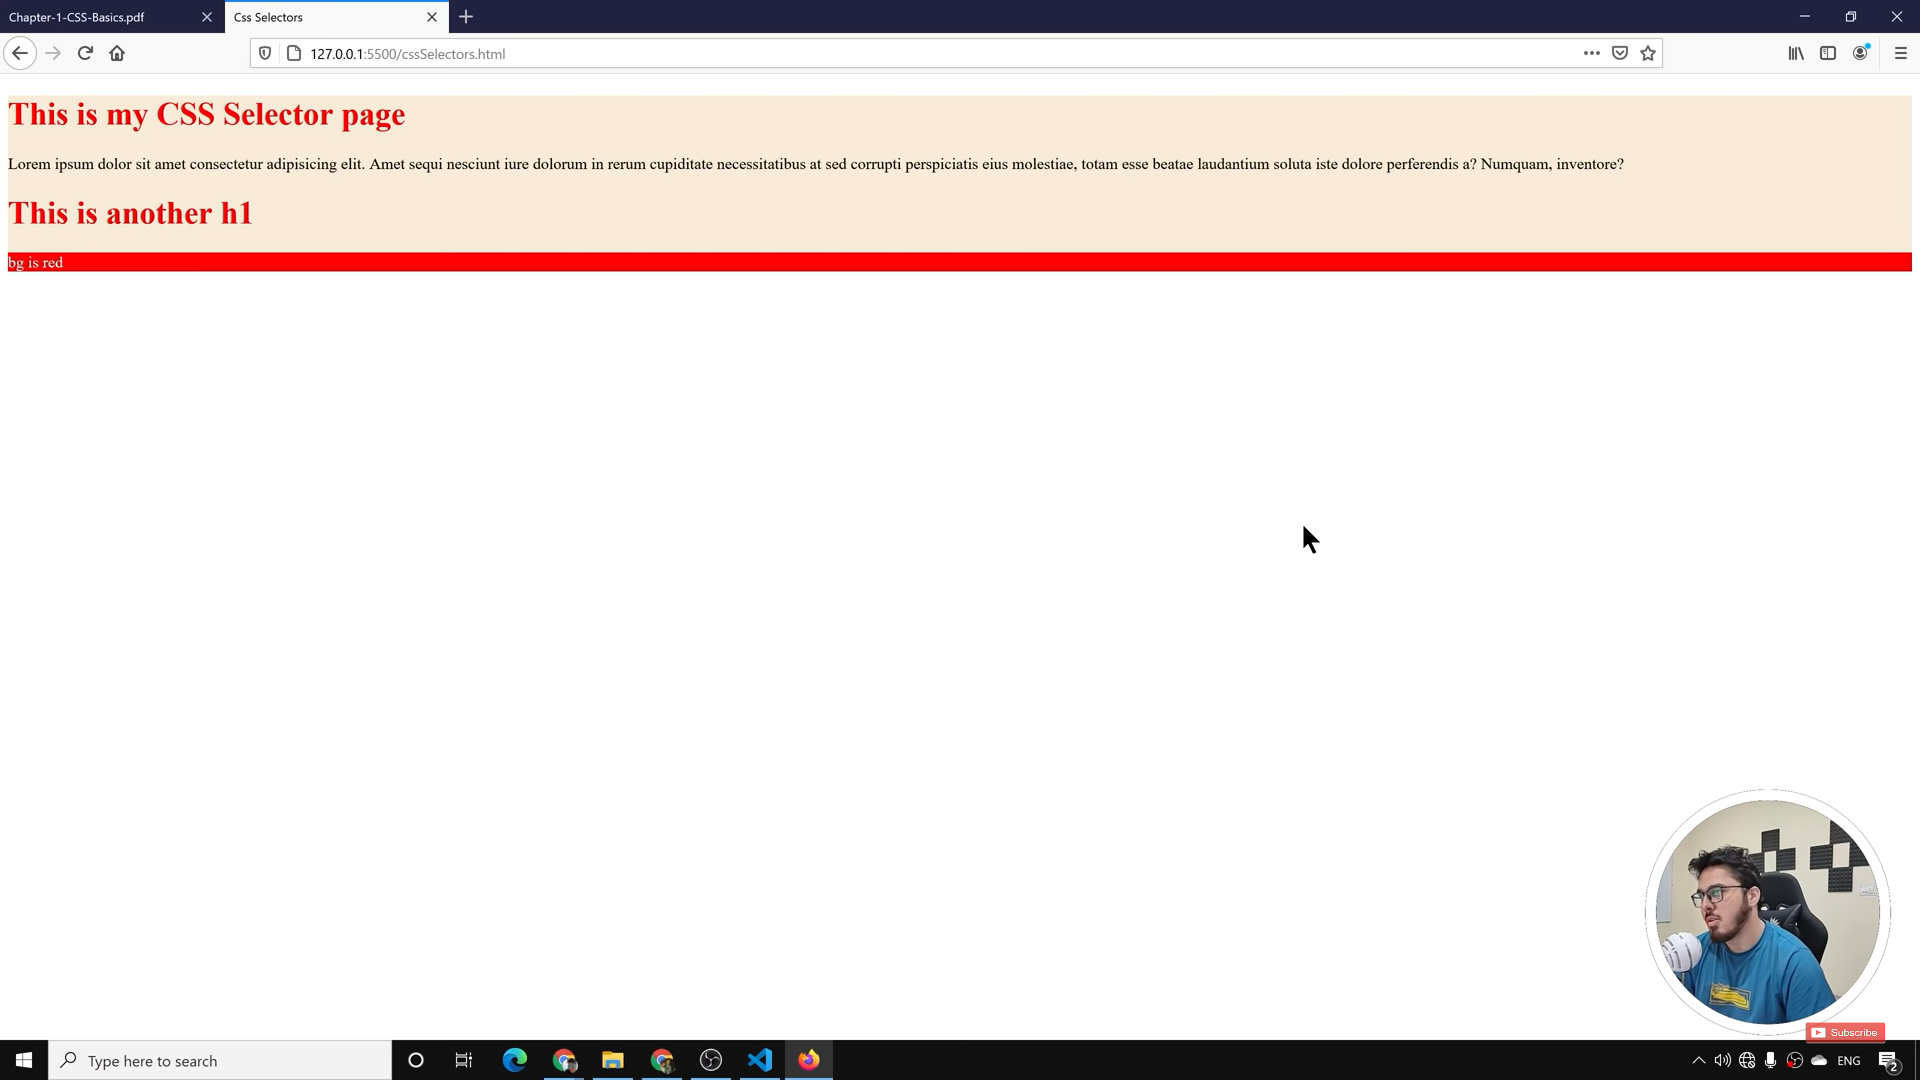 Chapter-1-CSS-Basics.pdf
Css Selectors
127.0.0.1:5500/cssSelectors.html
This is my CSS Selector page
Lorem ipsum dolor sit amet consectetur adipisicing elit. Amet sequi nesciunt iure dolorum in rerum cupiditate necessitatibus at sed corrupti perspiciatis eius molestiae, totam esse beatae laudantium soluta iste dolore perferendis a? Numquam, inventore?
This is another h1
bg is red
Subscribe
Type here to search
ENG
2